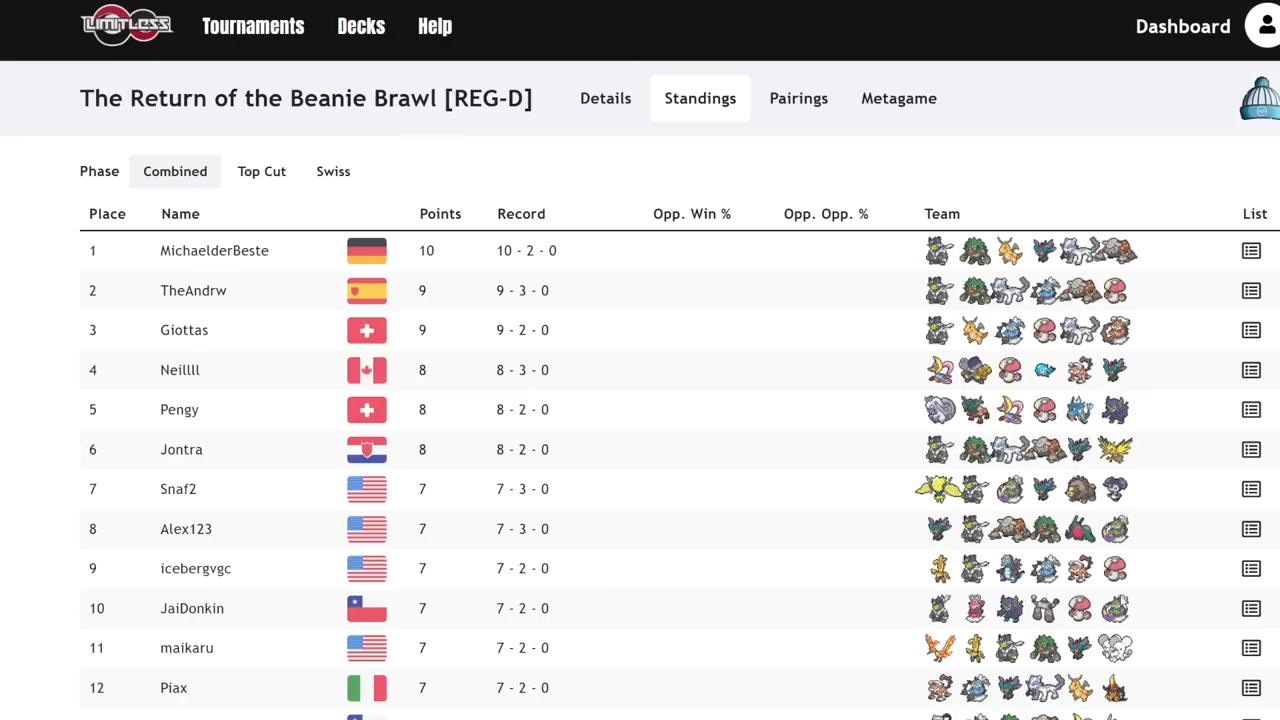 LIMITLESS Tournaments Decks Help Dashboard
The Return of the Beanie Brawl [REG-D] Details Standings Pairings Metagame
Phase Combined Top Cut Swiss
Place Name Points Record Opp. Win % Opp. Opp. % Team List
1 MichaelderBeste 10 10 - 2 - 0
2 TheAndrw 9 9 - 3 - 0
3 Giottas 9 9 - 2 - 0
4 Neillll 8 8 - 3 - 0
5 Pengy 8 8 - 2 - 0
6 Jontra 8 8 - 2 - 0
7 Snaf2 7 7 - 3 - 0
8 Alex123 7 7 - 3 - 0
9 icebergvgc 7 7 - 2 - 0
10 JaiDonkin 7 7 - 2 - 0
11 maikaru 7 7 - 2 - 0
12 Piax 7 7 - 2 - 0